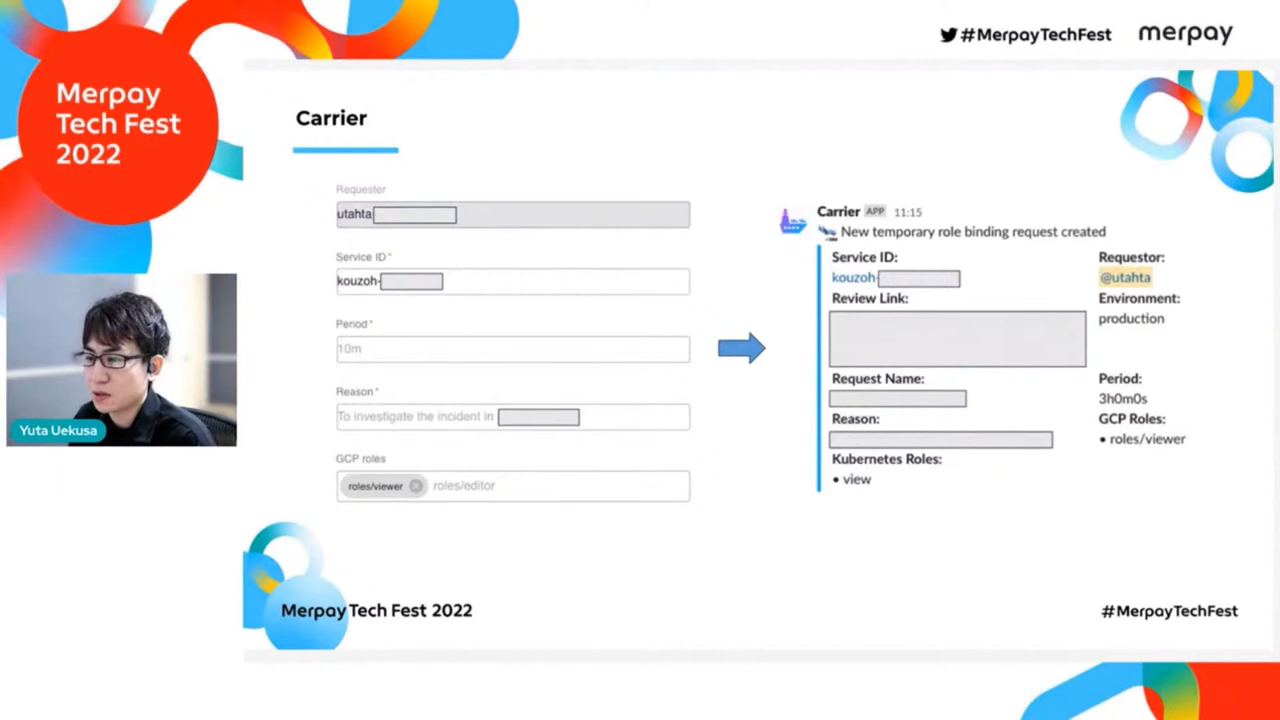 #MerpayTechFest
merpay
Merpay
Tech Fest
2022
Carrier
Requester
utahta
Service ID*
kouzoh-
Period*
10m
Reason*
To investigate the incident in
GCP roles
roles/viewer
roles/editor
Carrier APP 11:15
New temporary role binding request created
Service ID:
kouzoh-
Requestor:
@utahta
Review Link:
Environment:
production
Request Name:
Period:
3h0m0s
Reason:
GCP Roles:
• roles/viewer
Kubernetes Roles:
• view
Yuta Uekusa
Merpay Tech Fest 2022
#MerpayTechFest